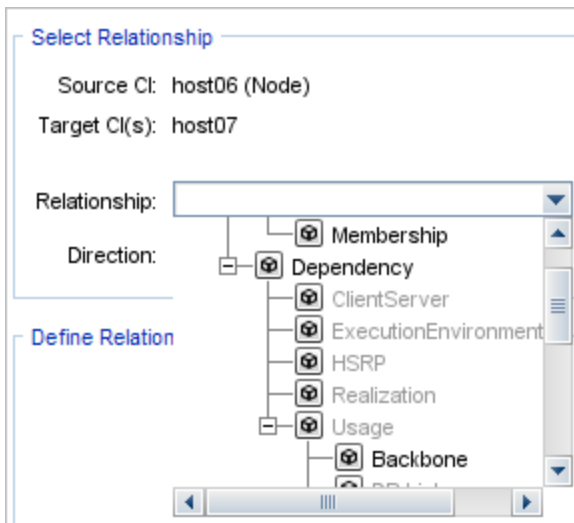 Select Relationship
Source CI: host06 (Node)
Target CI(s): host07
Relationship:
Membership
Direction:
Dependency
ClientServer
Define Relation
ExecutionEnvironment
HSRP
Realization
Usage
Backbone